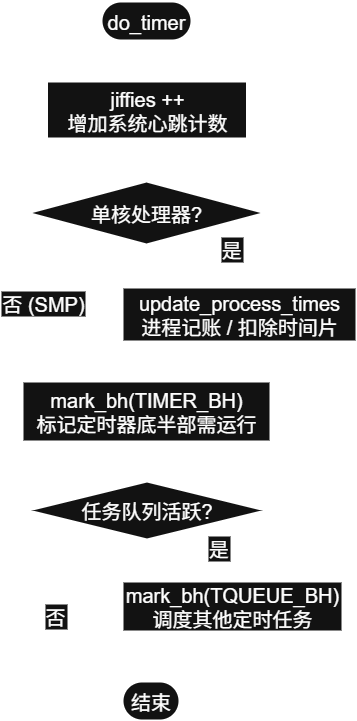 do_timer
jiffies ++
增加系统心跳计数
单核处理器?
是
否 (SMP)
update_process_times
进程记账 / 扣除时间片
mark_bh(TIMER_BH)
标记定时器底半部需运行
任务队列活跃?
是
mark_bh(TQUEUE_BH)
调度其他定时任务
否
结束